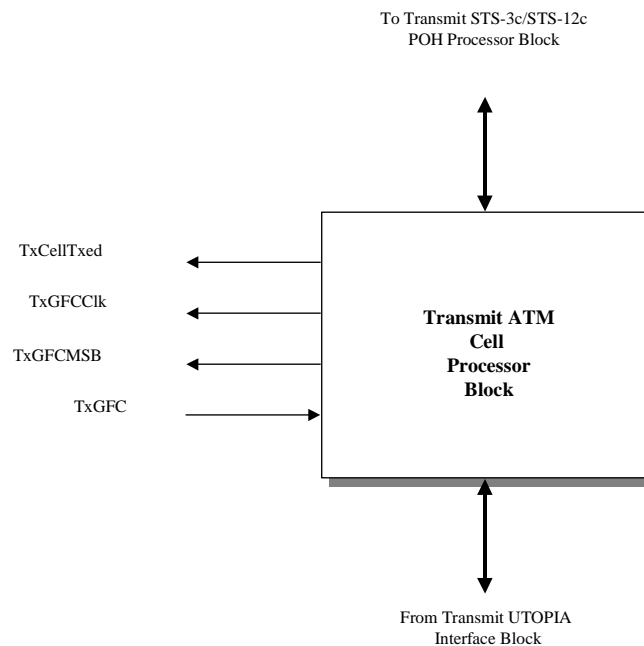 To Transmit STS-3c/STS-12c
POH Processor Block
TxCellTxed
TxGFCClk
TxGFCMSB
TxGFC
Transmit ATM
Cell
Processor
Block
From Transmit UTOPIA
Interface Block